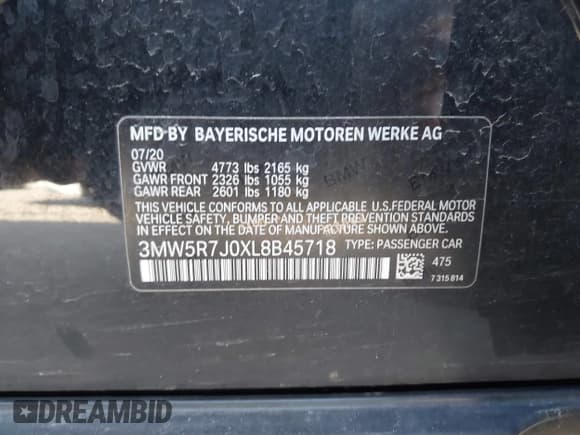 MFD BY BAYERISCHE MOTOREN WERKE AG
07/20
GVWR 4773 lbs 2165 kg
GAWR FRONT 2326 lbs 1055 kg
GAWR REAR 2601 lbs 1180 kg
THIS VEHICLE CONFORMS TO ALL APPLICABLE U.S.FEDERAL MOTOR
VEHICLE SAFETY, BUMPER AND THEFT PREVENTION STANDARDS
IN EFFECT ON THE DATE OF MANUFACTURE SHOWN ABOVE.
3MW5R7J0XL8B45718 TYPE: PASSENGER CAR
475
7 315 814
DREAMBID